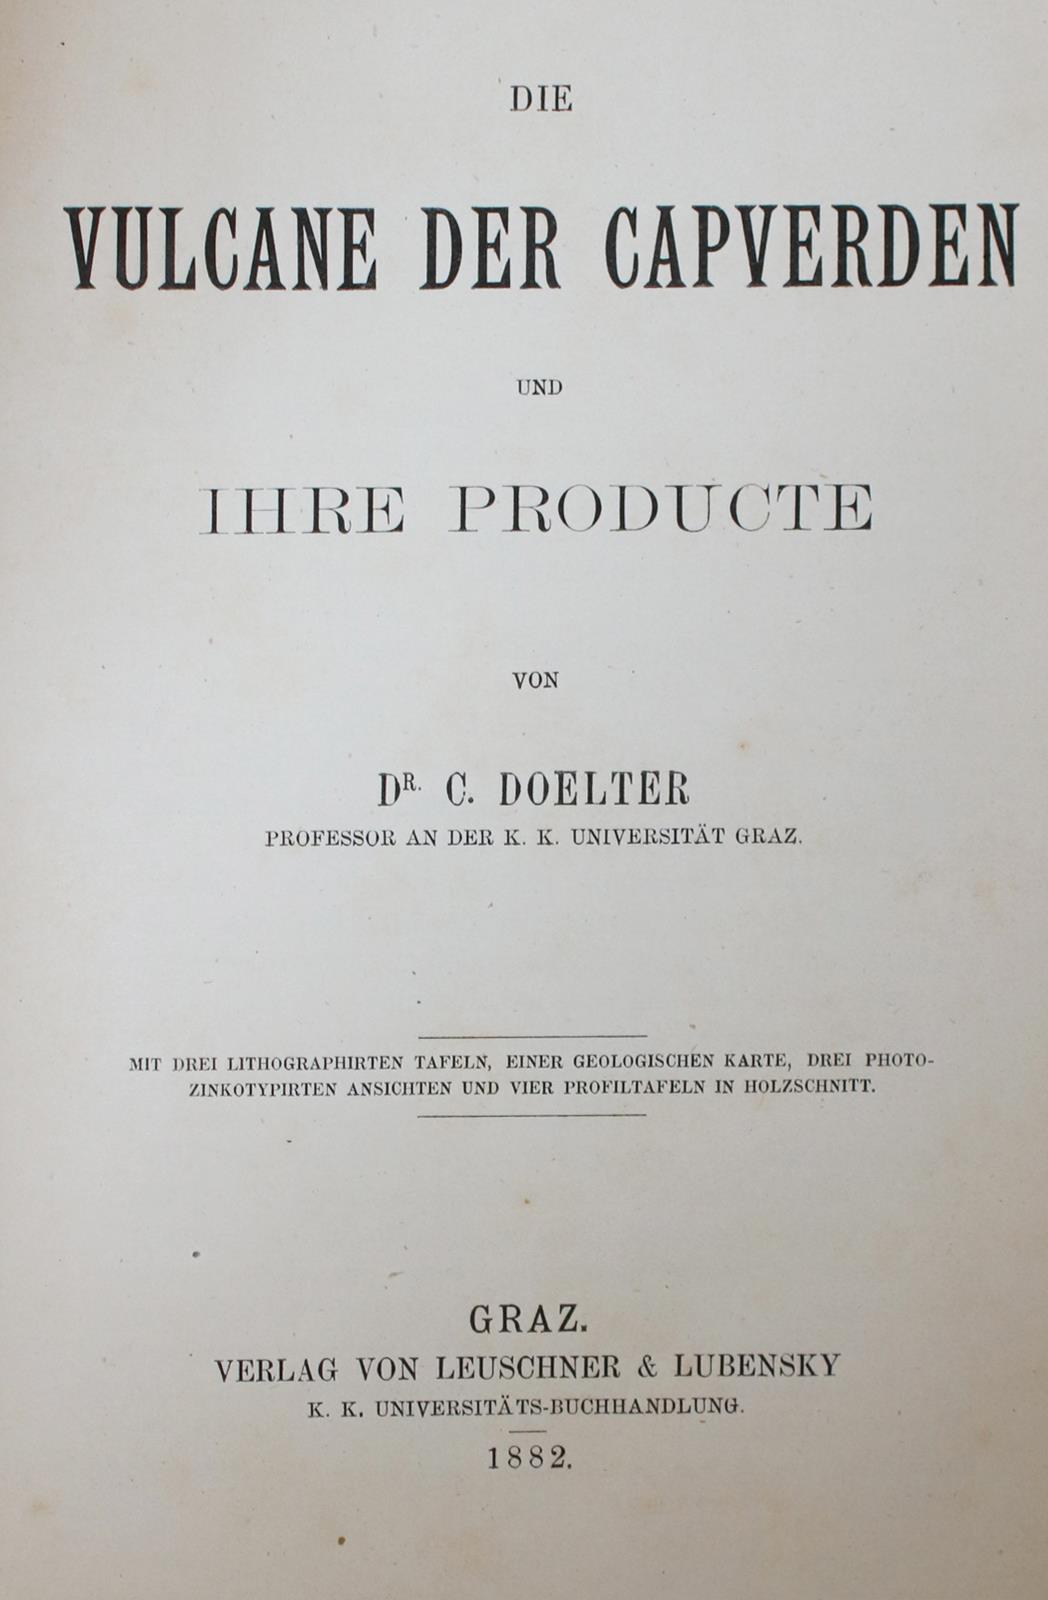 DIE
VULCANE DER CAPVERDEN
UND
IHRE PRODUCTE
VON
DR. C. DOELTER
PROFESSOR AN DER K. K. UNIVERSITÄT GRAZ.
MIT DREI LITHOGRAPHIRTEN TAFELN, EINER GEOLOGISCHEN KARTE, DREI PHOTO-
ZINKOTYPIRTEN ANSICHTEN UND VIER PROFILTAFELN IN HOLZSCHNITT.
GRAZ.
VERLAG VON LEUSCHNER & LUBENSKY
K. K. UNIVERSITÄTS-BUCHHANDLUNG.
1882.